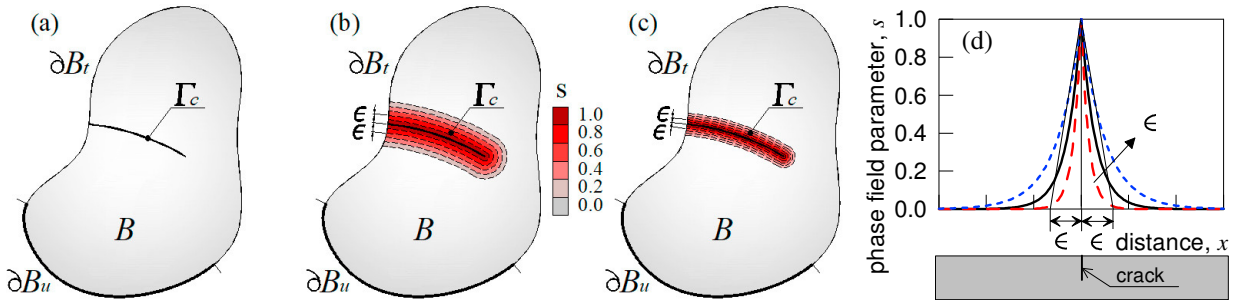 (a)
∂Bt
Γc
B
∂Bu
(b)
∂Bt
Γc
ϵ
ϵ
B
∂Bu
s
1.0
0.8
0.6
0.4
0.2
0.0
(c)
∂Bt
Γc
ϵ
ϵ
B
∂Bu
(d)
phase field parameter, s
1.0
0.8
0.6
0.4
0.2
0.0
ϵ
ϵ ϵ distance, x
crack